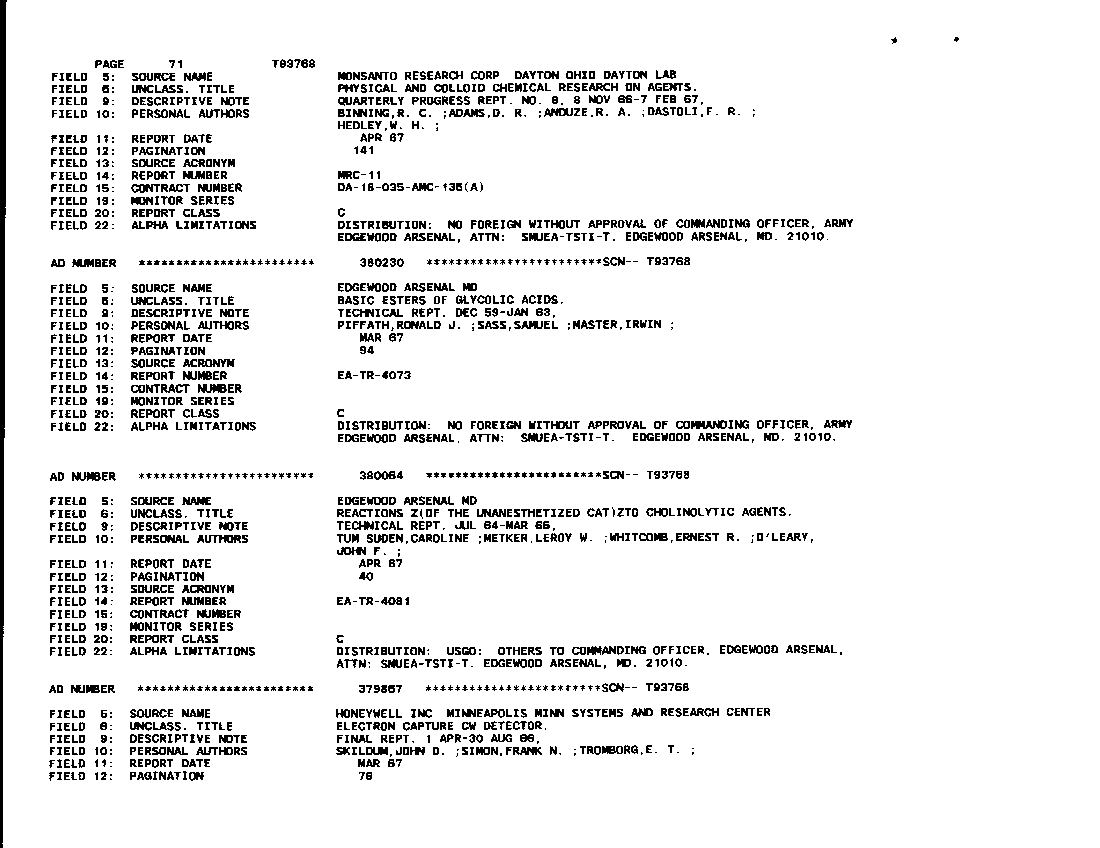 PAGE 71 T93768
FIELD 5: SOURCE NAME MONSANTO RESEARCH CORP DAYTON OHIO DAYTON LAB
FIELD 6: UNCLASS. TITLE PHYSICAL AND COLLOID CHEMICAL RESEARCH ON AGENTS.
FIELD 9: DESCRIPTIVE NOTE QUARTERLY PROGRESS REPT. NO. 8, 8 NOV 66-7 FEB 67,
FIELD 10: PERSONAL AUTHORS BINNING,R. C. ;ADAMS,D. R. ;ANDUZE,R. A. ;DASTOLI,F. R. ;
HEDLEY,W. H. ;
FIELD 11: REPORT DATE APR 67
FIELD 12: PAGINATION 141
FIELD 13: SOURCE ACRONYM
FIELD 14: REPORT NUMBER MRC-11
FIELD 15: CONTRACT NUMBER DA-18-035-AMC-136(A)
FIELD 19: MONITOR SERIES
FIELD 20: REPORT CLASS C
FIELD 22: ALPHA LIMITATIONS DISTRIBUTION: NO FOREIGN WITHOUT APPROVAL OF COMMANDING OFFICER, ARMY
EDGEWOOD ARSENAL, ATTN: SMUEA-TSTI-T. EDGEWOOD ARSENAL, MD. 21010.
AD NUMBER ************************ 380230 ************************SCN-- T93768
FIELD 5: SOURCE NAME EDGEWOOD ARSENAL MD
FIELD 6: UNCLASS. TITLE BASIC ESTERS OF GLYCOLIC ACIDS.
FIELD 9: DESCRIPTIVE NOTE TECHNICAL REPT. DEC 59-JAN 63,
FIELD 10: PERSONAL AUTHORS PIFFATH,RONALD J. ;SASS,SAMUEL ;MASTER,IRWIN ;
FIELD 11: REPORT DATE MAR 67
FIELD 12: PAGINATION 94
FIELD 13: SOURCE ACRONYM
FIELD 14: REPORT NUMBER EA-TR-4073
FIELD 15: CONTRACT NUMBER
FIELD 19: MONITOR SERIES
FIELD 20: REPORT CLASS C
FIELD 22: ALPHA LIMITATIONS DISTRIBUTION: NO FOREIGN WITHOUT APPROVAL OF COMMANDING OFFICER, ARMY
EDGEWOOD ARSENAL, ATTN: SMUEA-TSTI-T. EDGEWOOD ARSENAL, MD. 21010.
AD NUMBER ************************ 380064 ************************SCN-- T93768
FIELD 5: SOURCE NAME EDGEWOOD ARSENAL MD
FIELD 6: UNCLASS. TITLE REACTIONS Z(OF THE UNANESTHETIZED CAT)ZTO CHOLINOLYTIC AGENTS.
FIELD 9: DESCRIPTIVE NOTE TECHNICAL REPT. JUL 64-MAR 66,
FIELD 10: PERSONAL AUTHORS TUM SUDEN,CAROLINE ;METKER,LEROY W. ;WHITCOMB,ERNEST R. ;O'LEARY,
JOHN F. ;
FIELD 11: REPORT DATE APR 67
FIELD 12: PAGINATION 40
FIELD 13: SOURCE ACRONYM
FIELD 14: REPORT NUMBER EA-TR-4081
FIELD 15: CONTRACT NUMBER
FIELD 19: MONITOR SERIES
FIELD 20: REPORT CLASS C
FIELD 22: ALPHA LIMITATIONS DISTRIBUTION: USGO: OTHERS TO COMMANDING OFFICER, EDGEWOOD ARSENAL,
ATTN: SMUEA-TSTI-T. EDGEWOOD ARSENAL, MD. 21010.
AD NUMBER ************************ 379867 ************************SCN-- T93768
FIELD 5: SOURCE NAME HONEYWELL INC MINNEAPOLIS MINN SYSTEMS AND RESEARCH CENTER
FIELD 6: UNCLASS. TITLE ELECTRON CAPTURE CW DETECTOR.
FIELD 9: DESCRIPTIVE NOTE FINAL REPT. 1 APR-30 AUG 66,
FIELD 10: PERSONAL AUTHORS SKILDUM,JOHN D. ;SIMON,FRANK N. ;TROMBORG,E. T. ;
FIELD 11: REPORT DATE MAR 67
FIELD 12: PAGINATION 76